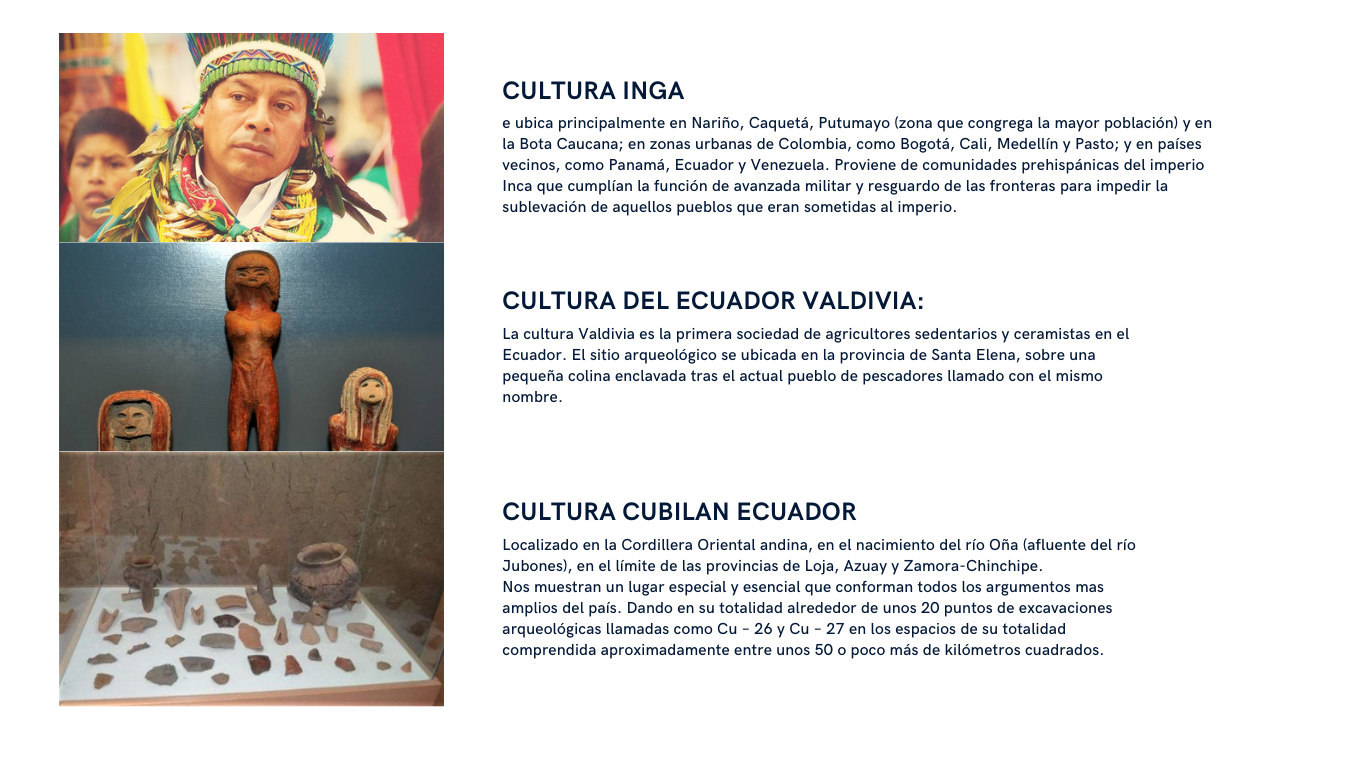 CULTURA INGA
e ubica principalmente en Nariño, Caquetá, Putumayo (zona que congrega la mayor población) y en
la Bota Caucana; en zonas urbanas de Colombia, como Bogotá, Cali, Medellín y Pasto; y en países
vecinos, como Panamá, Ecuador y Venezuela. Proviene de comunidades prehispánicas del imperio
Inca que cumplían la función de avanzada militar y resguardo de las fronteras para impedir la
sublevación de aquellos pueblos que eran sometidas al imperio.
CULTURA DEL ECUADOR VALDIVIA:
La cultura Valdivia es la primera sociedad de agricultores sedentarios y ceramistas en el
Ecuador. El sitio arqueológico se ubicada en la provincia de Santa Elena, sobre una
pequeña colina enclavada tras el actual pueblo de pescadores llamado con el mismo
nombre.
CULTURA CUBILAN ECUADOR
Localizado en la Cordillera Oriental andina, en el nacimiento del río Oña (afluente del río
Jubones), en el límite de las provincias de Loja, Azuay y Zamora-Chinchipe.
Nos muestran un lugar especial y esencial que conforman todos los argumentos mas
amplios del país. Dando en su totalidad alrededor de unos 20 puntos de excavaciones
arqueológicas llamadas como Cu – 26 y Cu – 27 en los espacios de su totalidad
comprendida aproximadamente entre unos 50 o poco más de kilómetros cuadrados.